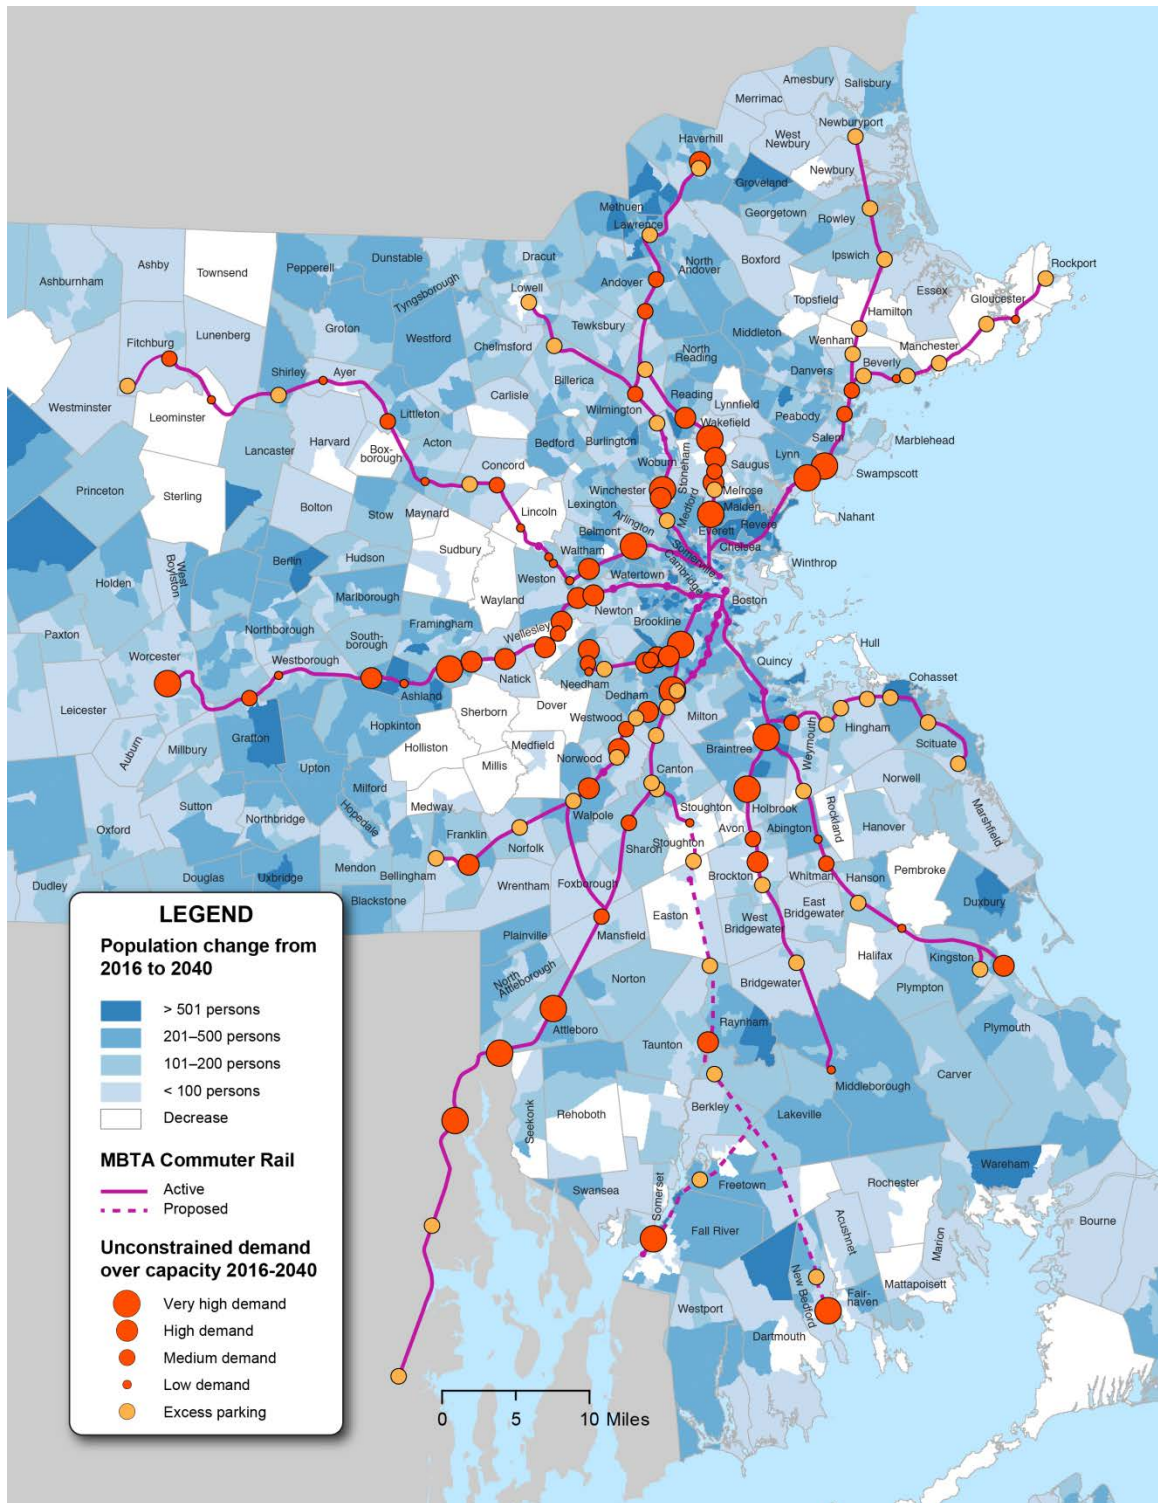 Amesbury
Salisbury
Merrimac
Newburyport
West
Newbury
Haverhill
Newbury
Groveland
Methuen
Georgetown
Rowley
Lawrence
Ashby
Townsend
Pepperell
Dunstable
Dracut
North
Andover
Boxford
Ipswich
Rockport
Ashburnham
Tyngsborough
Andover
Lowell
Topsfield
Essex
Gloucester
Lunenberg
Groton
Westford
Tewksbury
Hamilton
Fitchburg
Chelmsford
Middleton
Wenham
Manchester
North
Reading
Shirley
Ayer
Billerica
Danvers
Beverly
Westminster
Leominster
Carlisle
Wilmington
Reading
Lynnfield
Littleton
Peabody
Wakefield
Harvard
Acton
Bedford
Burlington
Salem
Marblehead
Lancaster
Box-
borough
Concord
Woburn
Stoneham
Saugus
Lynn
Swampscott
Princeton
Sterling
Winchester
Melrose
Bolton
Stow
Maynard
Lincoln
Lexington
Medford
Malden
Nahant
Arlington
Revere
Belmont
Everett
Sudbury
Somerville
Chelsea
Hudson
Waltham
Cambridge
Winthrop
Berlin
West
Boylston
Holden
Weston
Watertown
Marlborough
Wayland
Newton
Boston
Paxton
Northborough
Framingham
Brookline
South-
borough
Wellesley
Hull
Worcester
Westborough
Quincy
Natick
Needham
Cohasset
Ashland
Dedham
Leicester
Dover
Sherborn
Westwood
Milton
Hingham
Hopkinton
Auburn
Millbury
Grafton
Holliston
Medfield
Braintree
Weymouth
Scituate
Norwood
Upton
Millis
Canton
Norwell
Milford
Medway
Stoughton
Holbrook
Sutton
Hopedale
Walpole
Rockland
Marshfield
Northbridge
Avon
Abington
Hanover
Oxford
Franklin
Norfolk
Sharon
Stoughton
Mendon
Bellingham
Brockton
Whitman
Hanson
Pembroke
Dudley
Douglas
Uxbridge
Wrentham
Foxborough
Blackstone
East
Bridgewater
Duxbury
Easton
West
Bridgewater
Plainville
Mansfield
Halifax
Kingston
North
Attleborough
Norton
Bridgewater
Plympton
Raynham
Plymouth
Attleboro
Taunton
Carver
Middleborough
Berkley
Rehoboth
Lakeville
Seekonk
Wareham
Swansea
Somerset
Freetown
Rochester
Bourne
Fall River
Acushnet
Marion
Mattapoisett
New Bedford
Fair-
haven
Westport
Dartmouth
LEGEND
Population change from
2016 to 2040
> 501 persons
201–500 persons
101–200 persons
< 100 persons
Decrease
MBTA Commuter Rail
Active
Proposed
Unconstrained demand
over capacity 2016-2040
Very high demand
High demand
Medium demand
Low demand
Excess parking
0 5 10 Miles